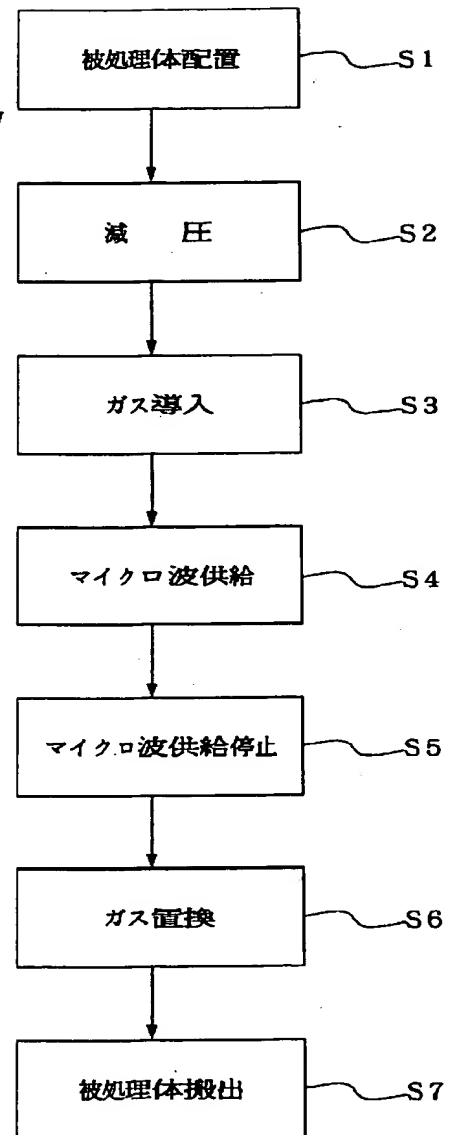 被処理体配置 S1
減 圧 S2
ガス導入 S3
マイクロ波供給 S4
マイクロ波供給停止 S5
ガス置換 S6
被処理体搬出 S7